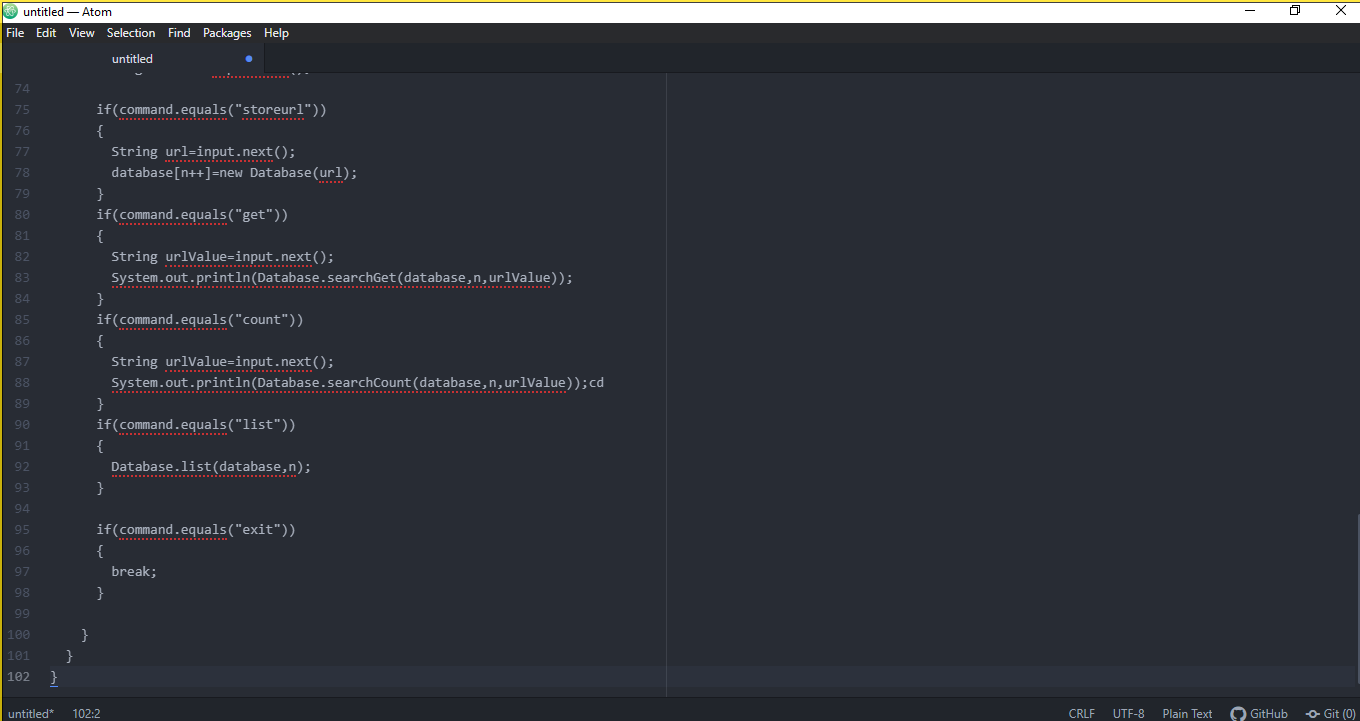 untitled — Atom
File Edit View Selection Find Packages Help
untitled
74
75 if(command.equals("storeurl"))
76 {
77 String url=input.next();
78 database[n++]=new Database(url);
79 }
80 if(command.equals("get"))
81 {
82 String urlValue=input.next();
83 System.out.println(Database.searchGet(database,n,urlValue));
84 }
85 if(command.equals("count"))
86 {
87 String urlValue=input.next();
88 System.out.println(Database.searchCount(database,n,urlValue));cd
89 }
90 if(command.equals("list"))
91 {
92 Database.list(database,n);
93 }
94
95 if(command.equals("exit"))
96 {
97 break;
98 }
99
100 }
101 }
102 }
untitled* 102:2 CRLF UTF-8 Plain Text GitHub Git (0)